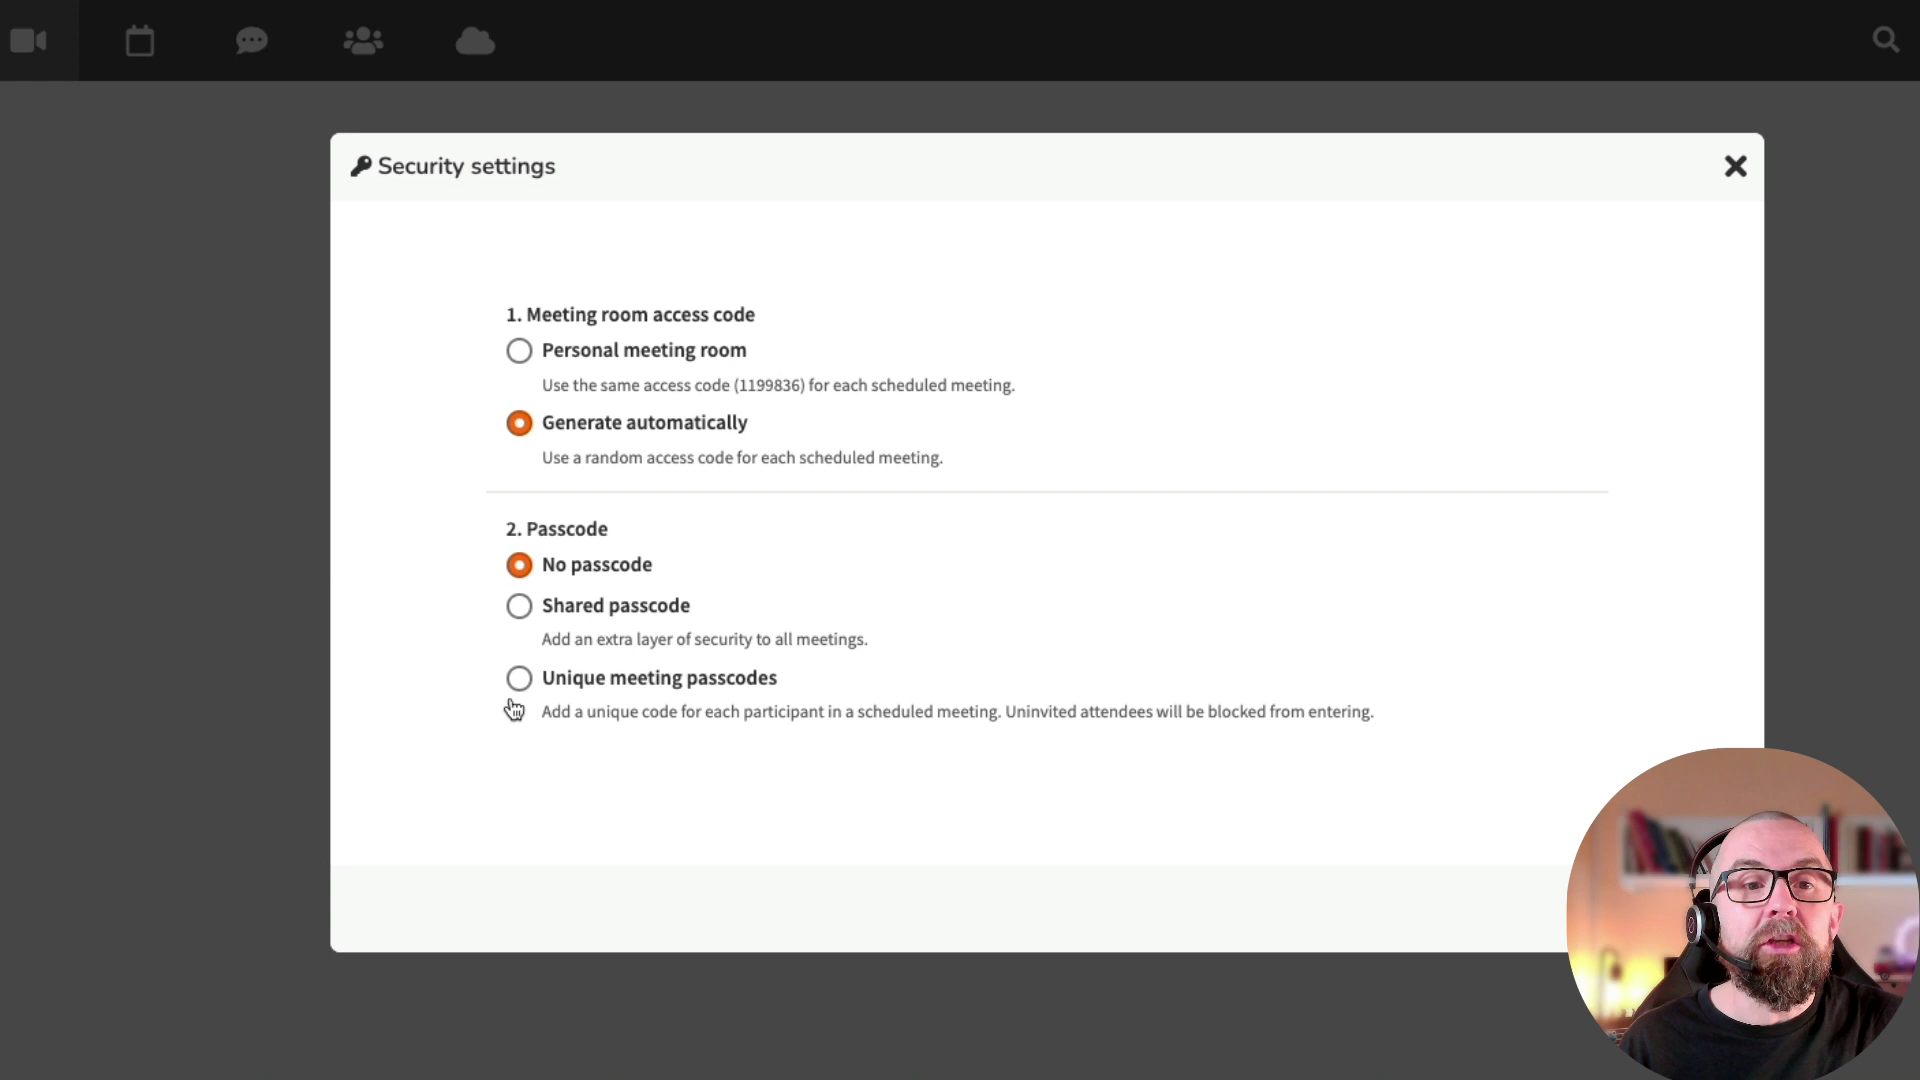 Security settings
1. Meeting room access code
Personal meeting room
Use the same access code (1199836) for each scheduled meeting.
Generate automatically
Use a random access code for each scheduled meeting.
2. Passcode
No passcode
Shared passcode
Add an extra layer of security to all meetings.
Unique meeting passcodes
Add a unique code for each participant in a scheduled meeting. Uninvited attendees will be blocked from entering.